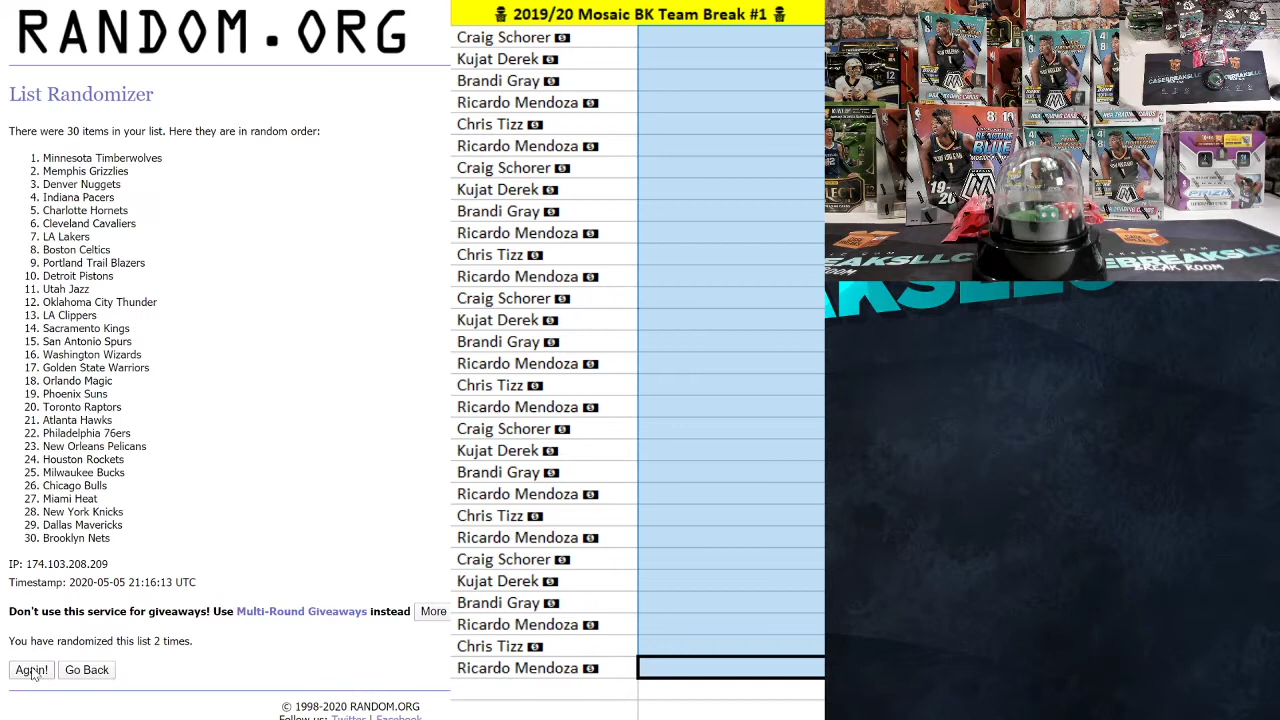 RANDOM.ORG
List Randomizer
There were 30 items in your list. Here they are in random order:
1. Minnesota Timberwolves
2. Memphis Grizzlies
3. Denver Nuggets
4. Indiana Pacers
5. Charlotte Hornets
6. Cleveland Cavaliers
7. LA Lakers
8. Boston Celtics
9. Portland Trail Blazers
10. Detroit Pistons
11. Utah Jazz
12. Oklahoma City Thunder
13. LA Clippers
14. Sacramento Kings
15. San Antonio Spurs
16. Washington Wizards
17. Golden State Warriors
18. Orlando Magic
19. Phoenix Suns
20. Toronto Raptors
21. Atlanta Hawks
22. Philadelphia 76ers
23. New Orleans Pelicans
24. Houston Rockets
25. Milwaukee Bucks
26. Chicago Bulls
27. Miami Heat
28. New York Knicks
29. Dallas Mavericks
30. Brooklyn Nets
IP: 174.103.208.209
Timestamp: 2020-05-05 21:16:13 UTC
Don't use this service for giveaways! Use Multi-Round Giveaways instead More
You have randomized this list 2 times.
Again! Go Back
© 1998-2020 RANDOM.ORG
Follow us: Twitter | Facebook
2019/20 Mosaic BK Team Break #1
Craig Schorer
Kujat Derek
Brandi Gray
Ricardo Mendoza
Chris Tizz
Ricardo Mendoza
Craig Schorer
Kujat Derek
Brandi Gray
Ricardo Mendoza
Chris Tizz
Ricardo Mendoza
Craig Schorer
Kujat Derek
Brandi Gray
Ricardo Mendoza
Chris Tizz
Ricardo Mendoza
Craig Schorer
Kujat Derek
Brandi Gray
Ricardo Mendoza
Chris Tizz
Ricardo Mendoza
Craig Schorer
Kujat Derek
Brandi Gray
Ricardo Mendoza
Chris Tizz
Ricardo Mendoza
REACTIVE
BLUE
19-
20
PRIZM
BREAK ROOM